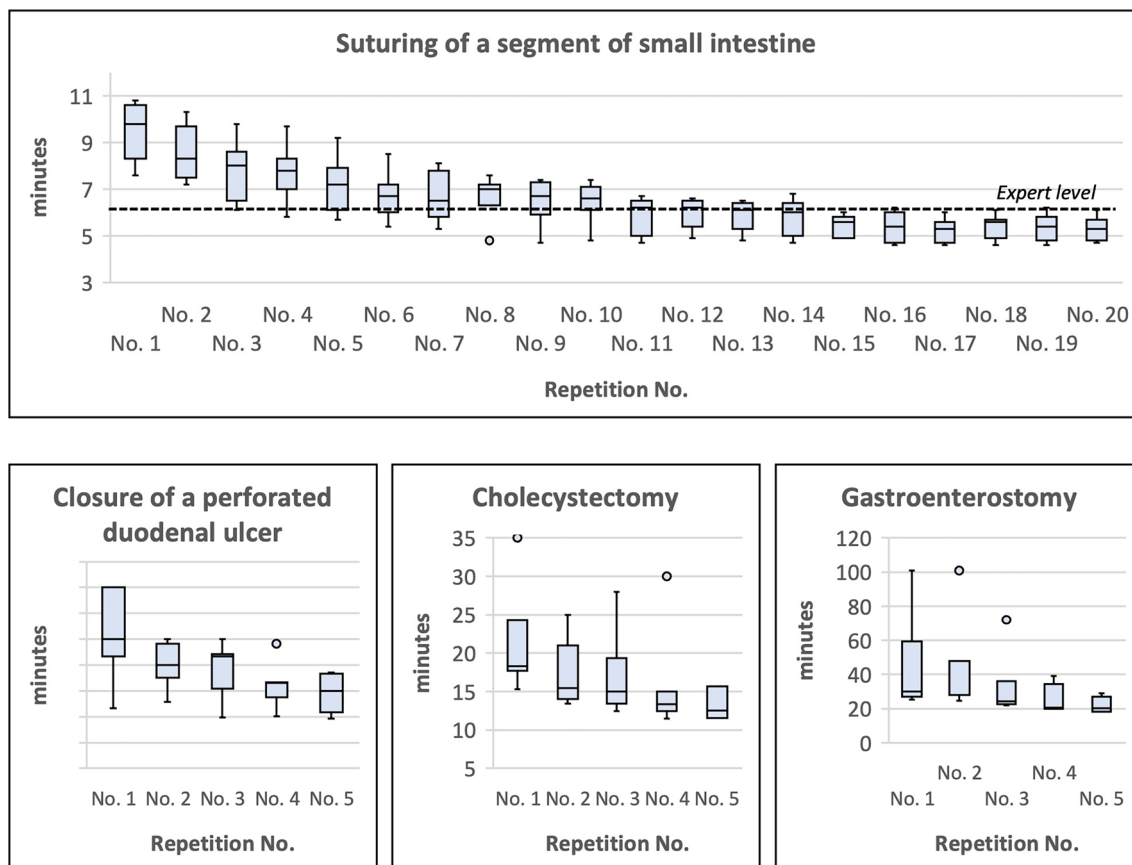 Suturing of a segment of small intestine
minutes
11
9
7
5
3
Expert level
No. 2 No. 4 No. 6 No. 8 No. 10 No. 12 No. 14 No. 16 No. 18 No. 20
No. 1 No. 3 No. 5 No. 7 No. 9 No. 11 No. 13 No. 15 No. 17 No. 19
Repetition No.
Closure of a perforated
duodenal ulcer
minutes
No. 1 No. 2 No. 3 No. 4 No. 5
Repetition No.
Cholecystectomy
minutes
35
30
25
20
15
10
5
No. 1 No. 2 No. 3 No. 4 No. 5
Repetition No.
Gastroenterostomy
minutes
120
100
80
60
40
20
0
No. 2 No. 4
No. 1 No. 3 No. 5
Repetition No.